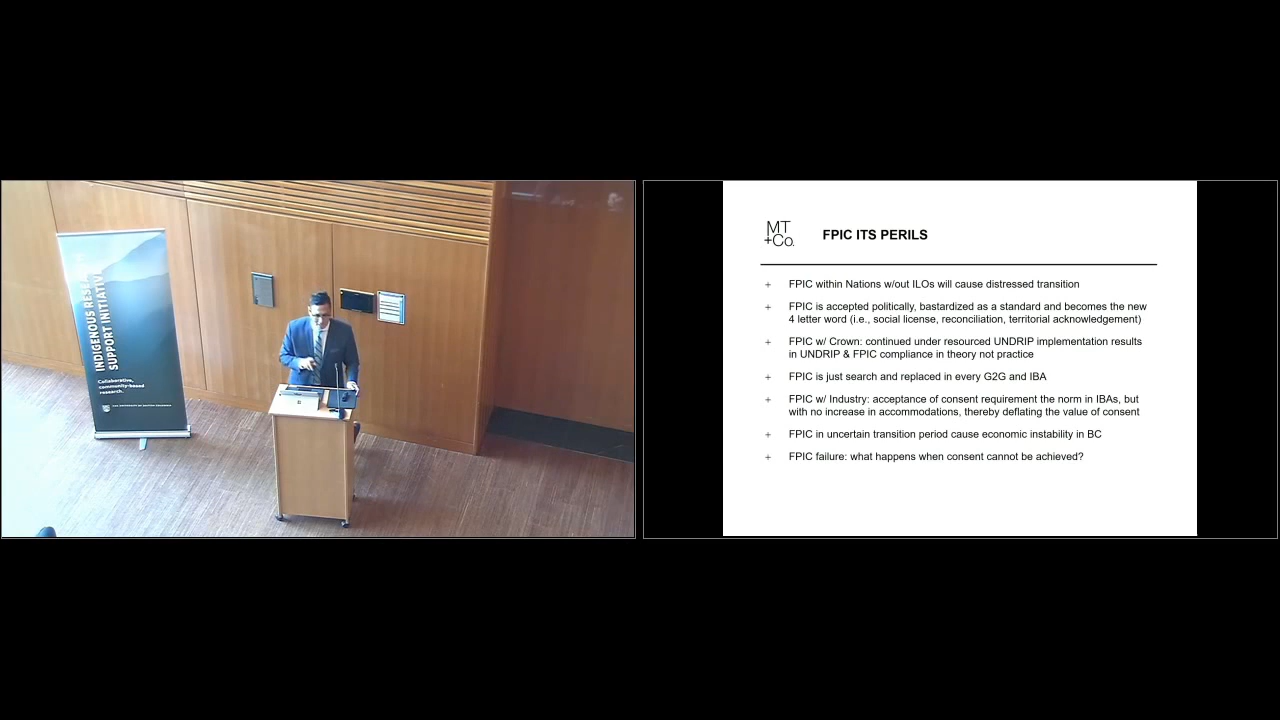 INDIGENOUS RESEA
SUPPORT INITIATIV
Collaborative,
community-based
research.
MT
+Co.
FPIC ITS PERILS
+ FPIC within Nations w/out ILOs will cause distressed transition
+ FPIC is accepted politically, bastardized as a standard and becomes the new
4 letter word (i.e., social license, reconciliation, territorial acknowledgement)
+ FPIC w/ Crown: continued under resourced UNDRIP implementation results
in UNDRIP & FPIC compliance in theory not practice
+ FPIC is just search and replaced in every G2G and IBA
+ FPIC w/ Industry: acceptance of consent requirement the norm in IBAs, but
with no increase in accommodations, thereby deflating the value of consent
+ FPIC in uncertain transition period cause economic instability in BC
+ FPIC failure: what happens when consent cannot be achieved?